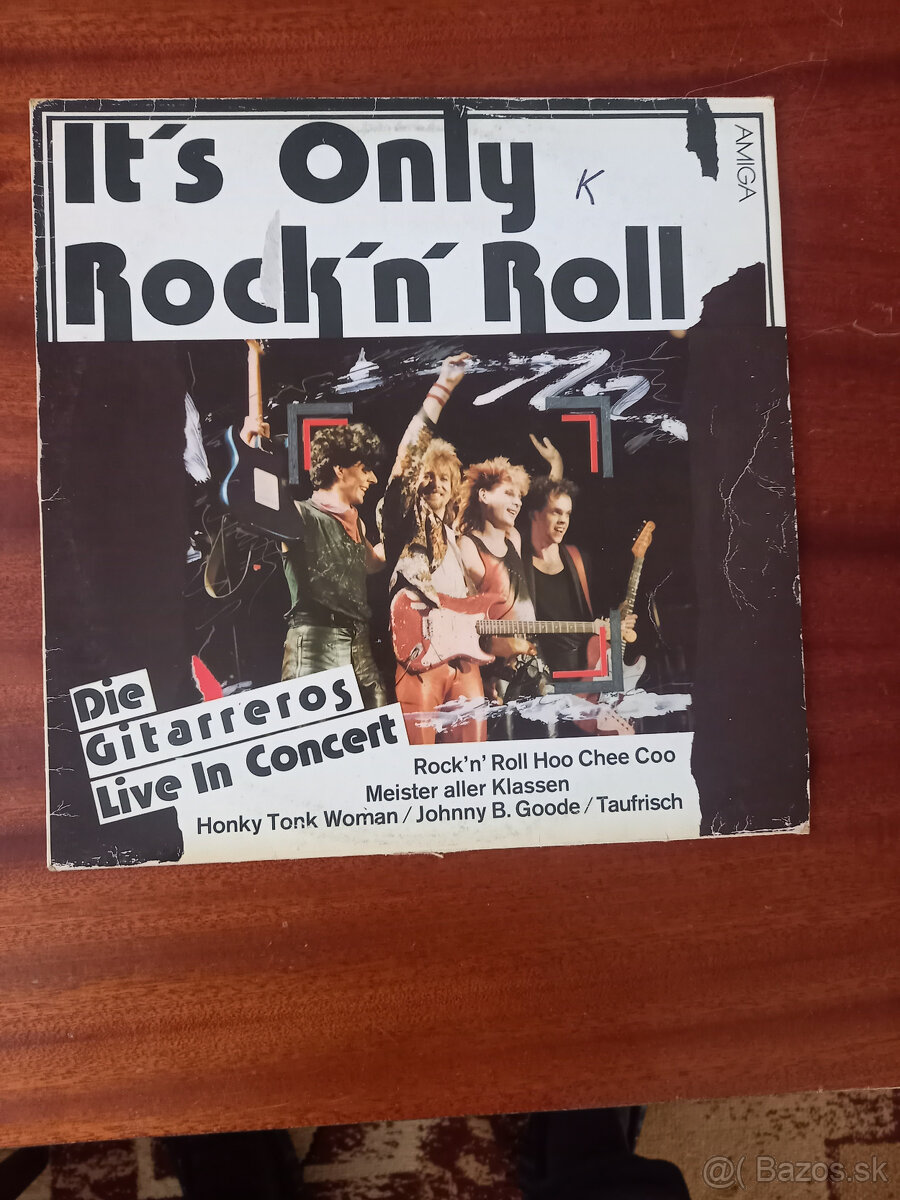 It´s Only
K
Rock´n´ Roll
AMIGA
Die
Gitarreros
Live In Concert
Rock'n' Roll Hoo Chee Coo
Meister aller Klassen
Honky Tonk Woman / Johnny B. Goode / Taufrisch
@( Bazos.sk